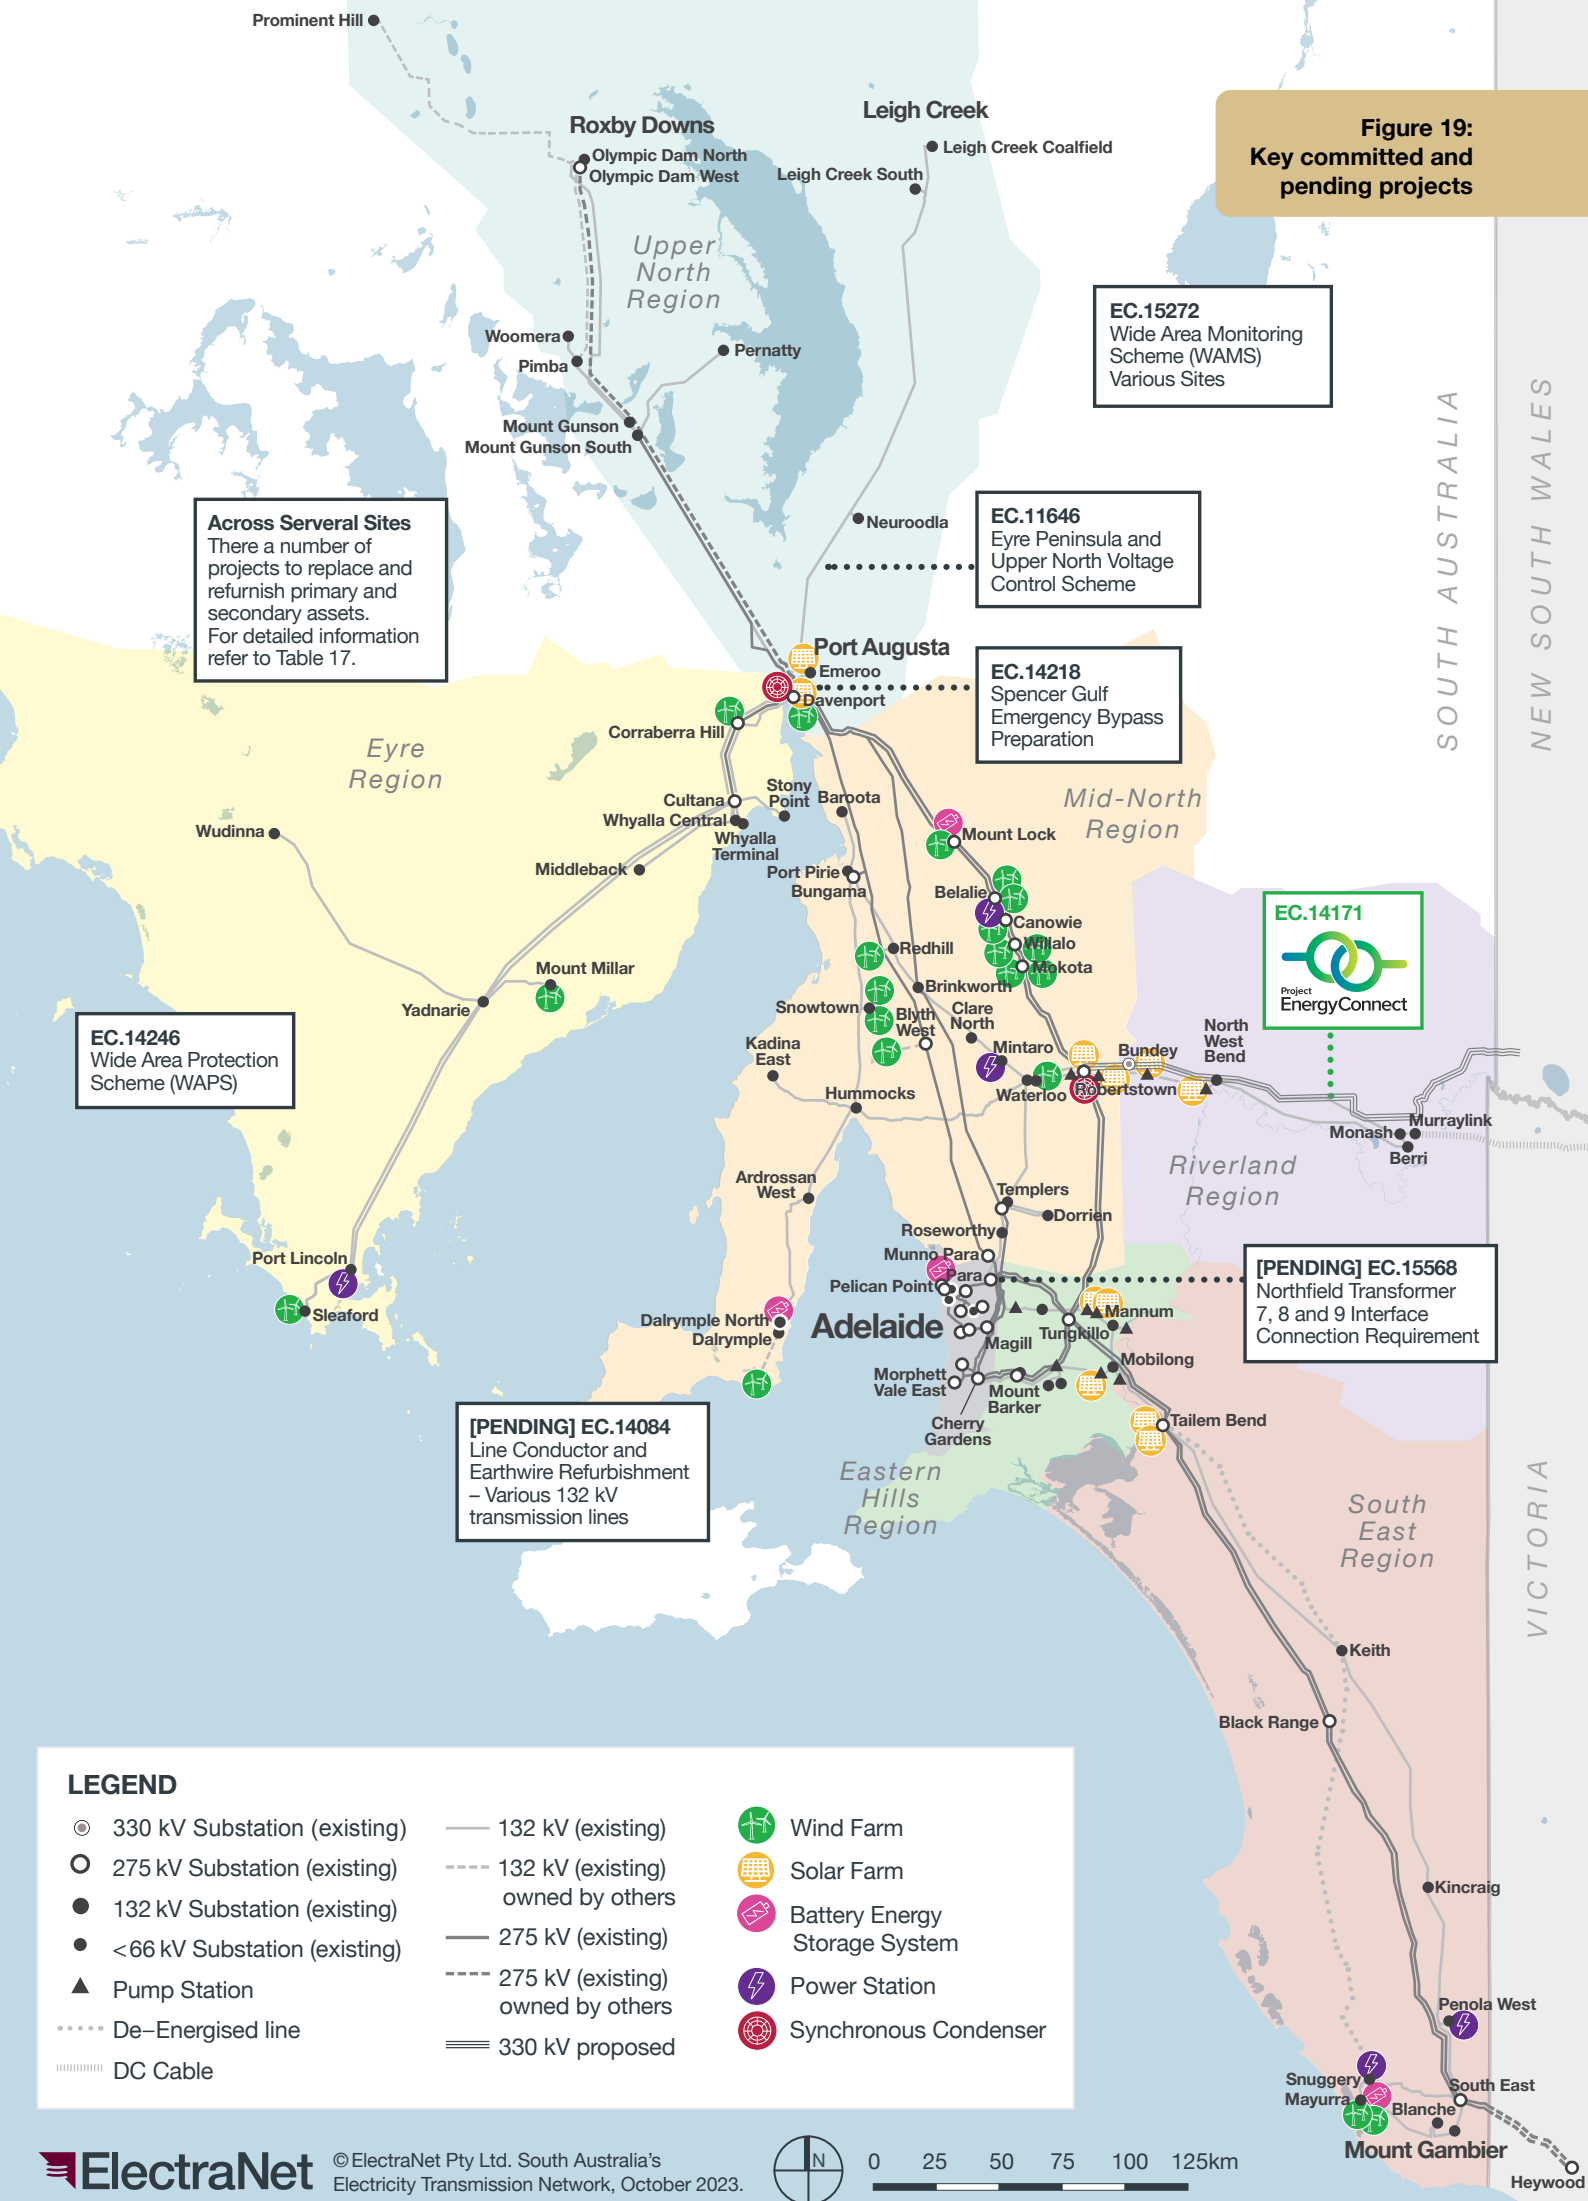 Prominent Hill
Figure 19:
Key committed and
pending projects
Roxby Downs
Olympic Dam North
Olympic Dam West
Leigh Creek
Leigh Creek Coalfield
Leigh Creek South
Upper
North
Region
Woomera
Pimba
Pernatty
Mount Gunson
Mount Gunson South
EC.15272
Wide Area Monitoring
Scheme (WAMS)
Various Sites
SOUTH AUSTRALIA
NEW SOUTH WALES
Across Serveral Sites
There a number of
projects to replace and
refurnish primary and
secondary assets.
For detailed information
refer to Table 17.
Neuroodla
EC.11646
Eyre Peninsula and
Upper North Voltage
Control Scheme
Port Augusta
Emeroo
Davenport
EC.14218
Spencer Gulf
Emergency Bypass
Preparation
Corraberra Hill
Eyre
Region
Cultana
Stony
Point
Baroota
Whyalla Central
Whyalla
Terminal
Wudinna
Middleback
Port Pirie
Bungama
Mid-North
Region
Mount Lock
Belalie
Canowie
Willalo
Mokota
Redhill
Brinkworth
Mount Millar
Yadnarie
Snowtown
Blyth
West
Clare
North
Mintaro
Kadina
East
Hummocks
Waterloo
Robertstown
Bundey
North
West
Bend
EC.14171
Project
EnergyConnect
EC.14246
Wide Area Protection
Scheme (WAPS)
Monash
Murraylink
Berri
Riverland
Region
Ardrossan
West
Templers
Dorrien
Roseworthy
Munno Para
Para
Pelican Point
Port Lincoln
Sleaford
Dalrymple North
Dalrymple
Adelaide
Magill
Tungkillo
Mannum
Mobilong
Morphett
Vale East
Mount
Barker
Cherry
Gardens
Tailem Bend
[PENDING] EC.15568
Northfield Transformer
7, 8 and 9 Interface
Connection Requirement
[PENDING] EC.14084
Line Conductor and
Earthwire Refurbishment
– Various 132 kV
transmission lines
Eastern
Hills
Region
South
East
Region
VICTORIA
Keith
Black Range
Kincraig
Penola West
Snuggery
Mayurra
South East
Blanche
Mount Gambier
Heywood
LEGEND
330 kV Substation (existing)
275 kV Substation (existing)
132 kV Substation (existing)
<66 kV Substation (existing)
Pump Station
De–Energised line
DC Cable
132 kV (existing)
132 kV (existing)
owned by others
275 kV (existing)
275 kV (existing)
owned by others
330 kV proposed
Wind Farm
Solar Farm
Battery Energy
Storage System
Power Station
Synchronous Condenser
ElectraNet
© ElectraNet Pty Ltd. South Australia's
Electricity Transmission Network, October 2023.
N
0 25 50 75 100 125km